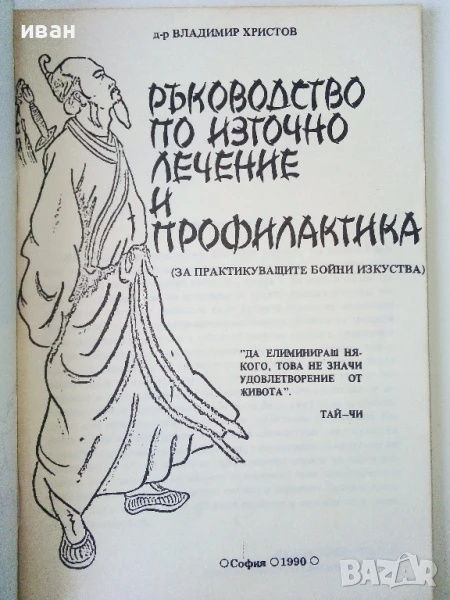 иван
д-р ВЛАДИМИР ХРИСТОВ
РЪКОВОДСТВО
ПО ИЗТОЧНО
ЛЕЧЕНИЕ
И
ПРОФИЛАКТИКА
(ЗА ПРАКТИКУВАЩИТЕ БОЙНИ ИЗКУСТВА)
"ДА ЕЛИМИНИРАШ НЯ-
КОГО, ТОВА НЕ ЗНАЧИ
УДОВЛЕТВОРЕНИЕ ОТ
ЖИВОТА".
ТАЙ-ЧИ
○София ○1990 ○
BAZAR